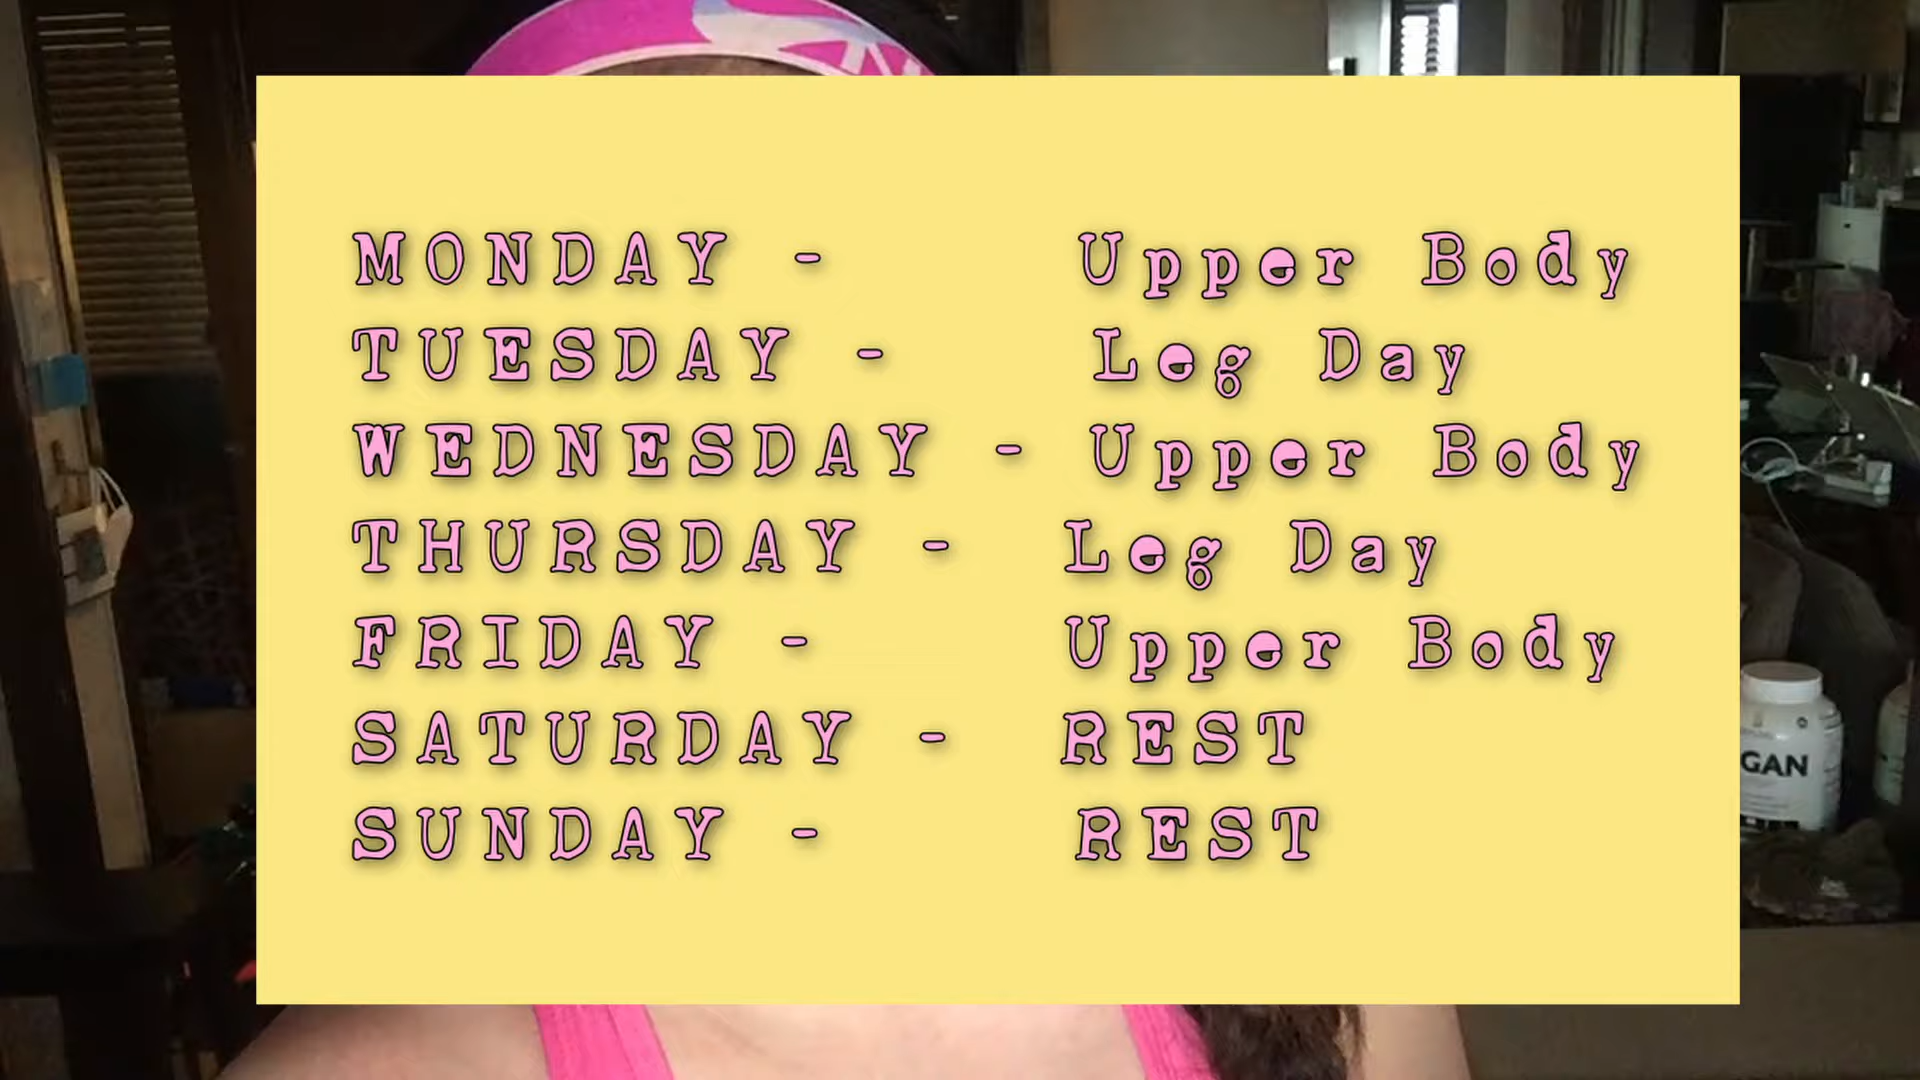 MONDAY - Upper Body
TUESDAY - Leg Day
WEDNESDAY - Upper Body
THURSDAY - Leg Day
FRIDAY - Upper Body
SATURDAY - REST
SUNDAY - REST
GAN